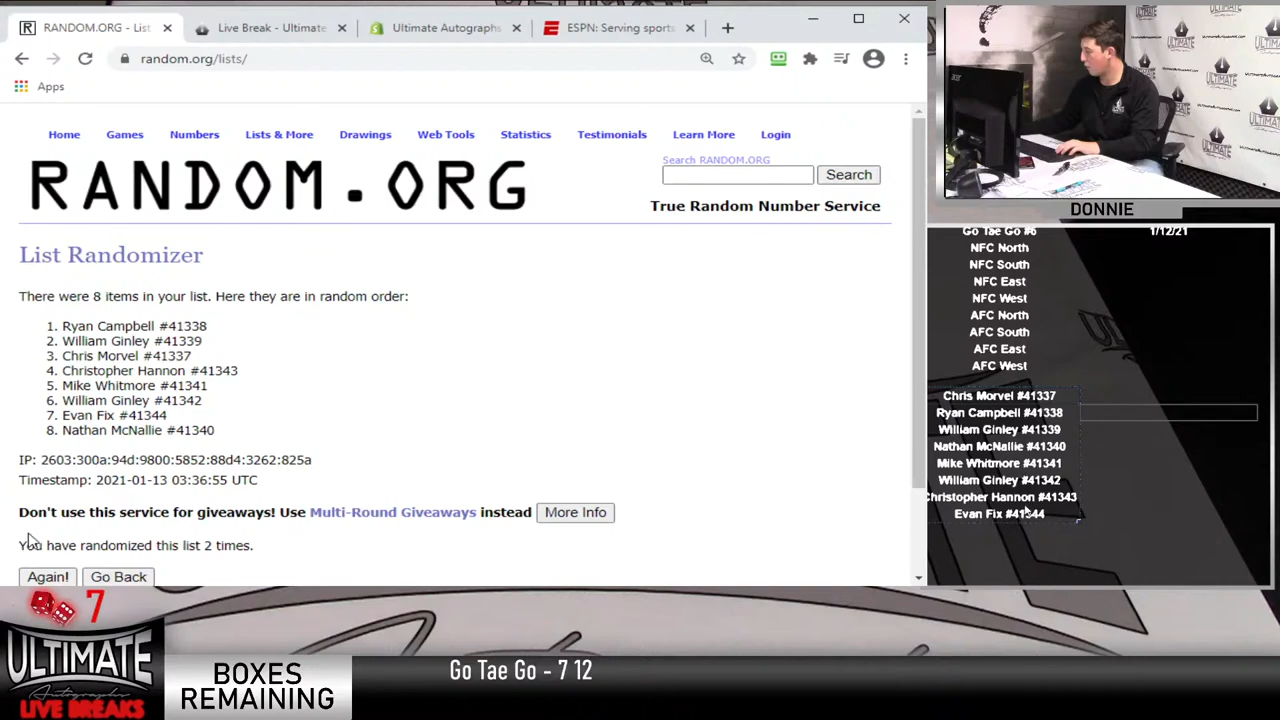 RANDOM.ORG - List
Live Break - Ultimate
Ultimate Autographs
ESPN: Serving sports
random.org/lists/
Apps
Home Games Numbers Lists & More Drawings Web Tools Statistics Testimonials Learn More Login
RANDOM.ORG
Search RANDOM.ORG
Search
True Random Number Service
List Randomizer
There were 8 items in your list. Here they are in random order:
1. Ryan Campbell #41338
2. William Ginley #41339
3. Chris Morvel #41337
4. Christopher Hannon #41343
5. Mike Whitmore #41341
6. William Ginley #41342
7. Evan Fix #41344
8. Nathan McNallie #41340
IP: 2603:300a:94d:9800:5852:88d4:3262:825a
Timestamp: 2021-01-13 03:36:55 UTC
Don't use this service for giveaways! Use Multi-Round Giveaways instead
More Info
You have randomized this list 2 times.
Again!
Go Back
ULTIMATE
DONNIE
Go Tae Go #6 1/12/21
NFC North
NFC South
NFC East
NFC West
AFC North
AFC South
AFC East
AFC West
Chris Morvel #41337
Ryan Campbell #41338
William Ginley #41339
Nathan McNallie #41340
Mike Whitmore #41341
William Ginley #41342
Christopher Hannon #41343
Evan Fix #41344
7
ULTIMATE
Autographs
LIVE BREAKS
BOXES
REMAINING
Go Tae Go - 7 12